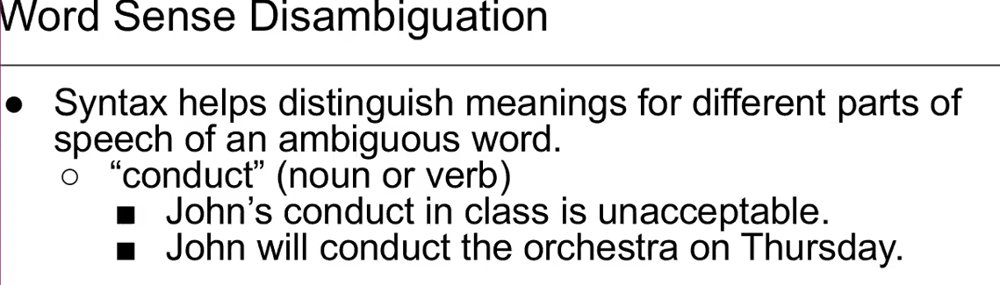 Word Sense Disambiguation
● Syntax helps distinguish meanings for different parts of
speech of an ambiguous word.
○ “conduct” (noun or verb)
■ John’s conduct in class is unacceptable.
■ John will conduct the orchestra on Thursday.